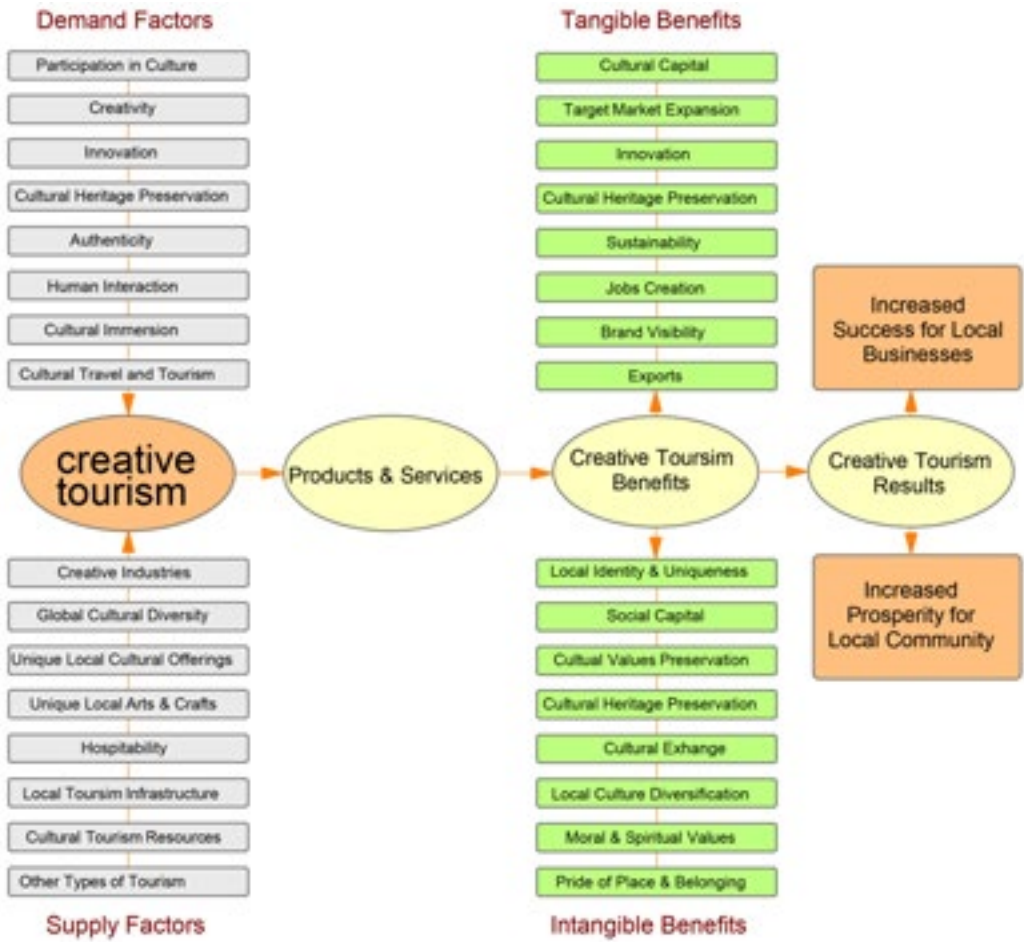 Demand Factors
Participation in Culture
Creativity
Innovation
Cultural Heritage Preservation
Authenticity
Human Interaction
Cultural Immersion
Cultural Travel and Tourism
creative
tourism
Creative Industries
Global Cultural Diversity
Unique Local Cultural Offerings
Unique Local Arts & Crafts
Hospitability
Local Toursim Infrastructure
Cultural Tourism Resources
Other Types of Tourism
Supply Factors
Products & Services
Tangible Benefits
Cultural Capital
Target Market Expansion
Innovation
Cultural Heritage Preservation
Sustainability
Jobs Creation
Brand Visibility
Exports
Creative Toursim
Benefits
Local Identity & Uniqueness
Social Capital
Cultual Values Preservation
Cultural Heritage Preservation
Cultural Exhange
Local Culture Diversification
Moral & Spiritual Values
Pride of Place & Belonging
Intangible Benefits
Increased
Success for Local
Businesses
Creative Tourism
Results
Increased
Prosperity for
Local Community